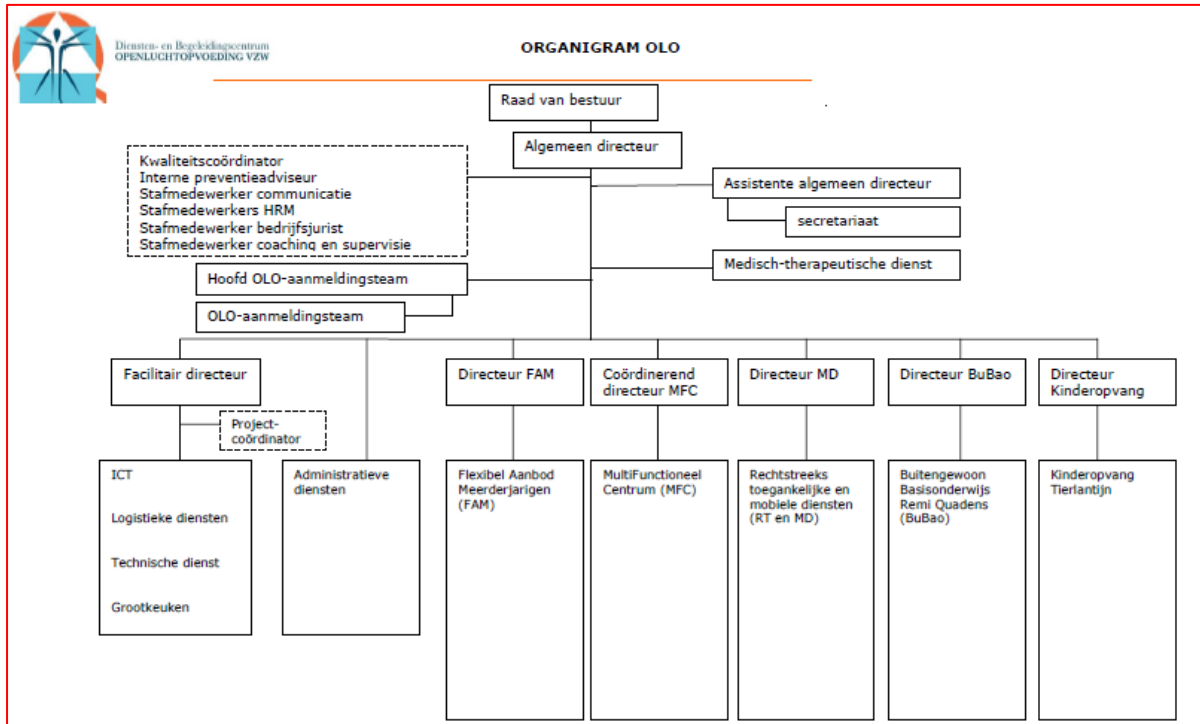 Diensten- en Begeleidingscentrum
OPENLUCHTOPVOEDING VZW
ORGANIGRAM OLO
Raad van bestuur
Algemeen directeur
Kwaliteitscoördinator
Interne preventieadviseur
Stafmedewerker communicatie
Stafmedewerkers HRM
Stafmedewerker bedrijfsjurist
Stafmedewerker coaching en supervisie
Assistente algemeen directeur
secretariaat
Medisch-therapeutische dienst
Hoofd OLO-aanmeldingsteam
OLO-aanmeldingsteam
Facilitair directeur
Directeur FAM
Coördinerend
directeur MFC
Directeur MD
Directeur BuBao
Directeur
Kinderopvang
Project-
coördinator
ICT
Logistieke diensten
Technische dienst
Grootkeuken
Administratieve
diensten
Flexibel Aanbod
Meerderjarigen
(FAM)
MultiFunctioneel
Centrum (MFC)
Rechtstreeks
toegankelijke en
mobiele diensten
(RT en MD)
Buitengewoon
Basisonderwijs
Remi Quadens
(BuBao)
Kinderopvang
Tierlantijn